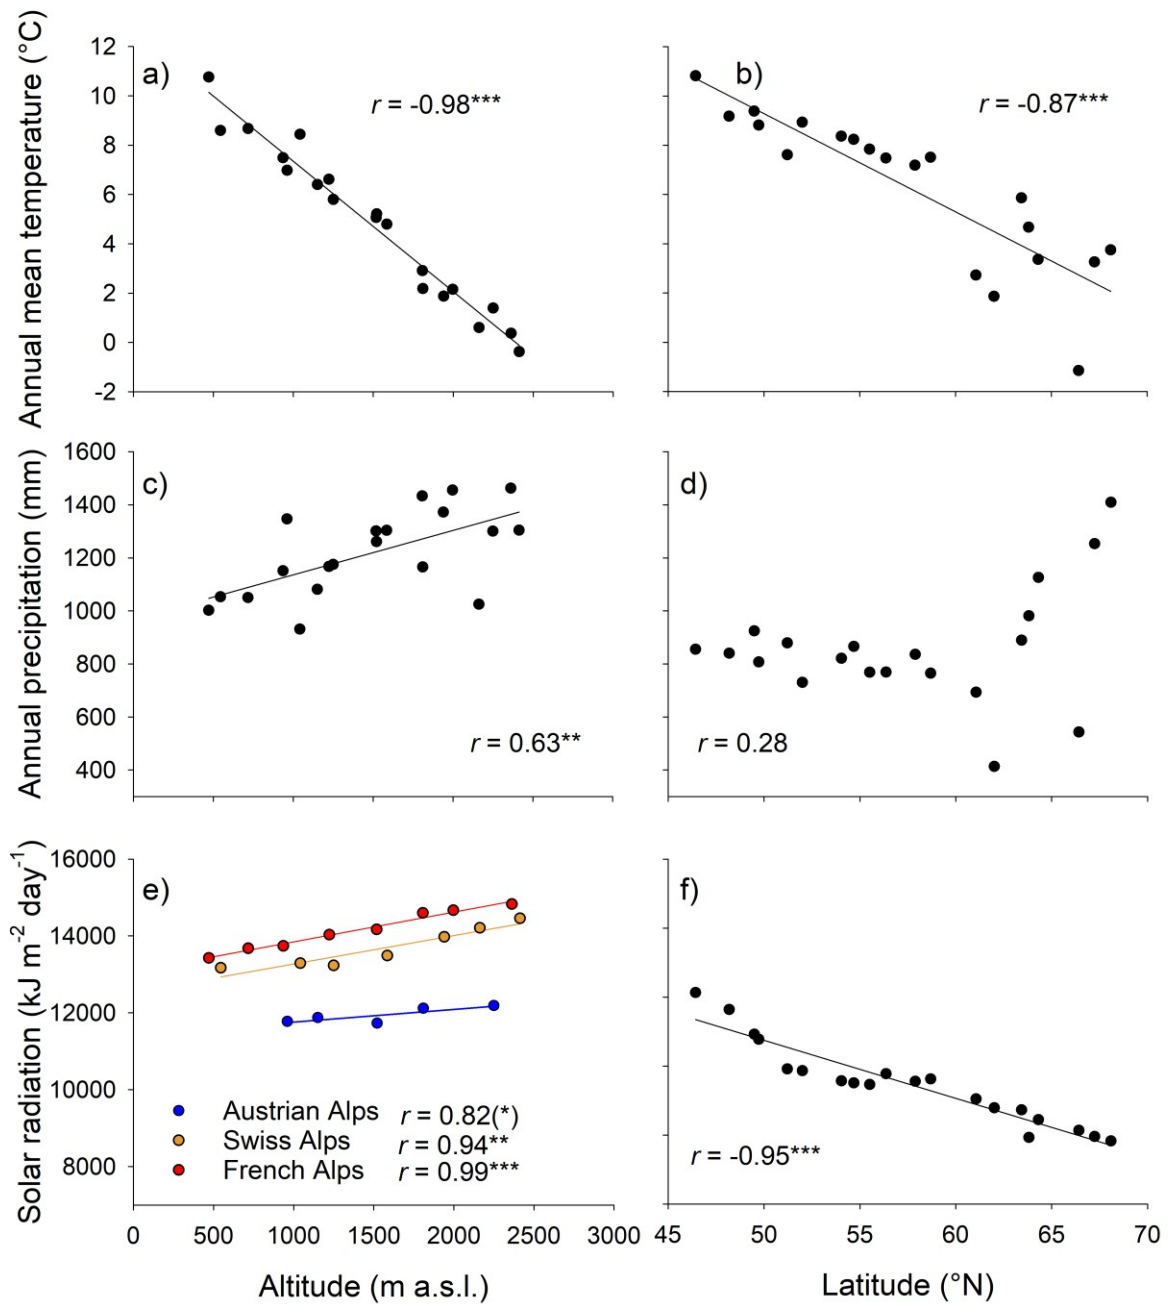 Annual mean temperature (°C)
12
10
8
6
4
2
0
-2
a)
r = -0.98***
b)
r = -0.87***
Annual precipitation (mm)
1600
1400
1200
1000
800
600
400
c)
r = 0.63**
d)
r = 0.28
Solar radiation (kJ m⁻² day⁻¹)
16000
14000
12000
10000
8000
e)
Austrian Alps r = 0.82(*)
Swiss Alps r = 0.94**
French Alps r = 0.99***
f)
r = -0.95***
0 500 1000 1500 2000 2500 3000
45 50 55 60 65 70
Altitude (m a.s.l.)
Latitude (°N)